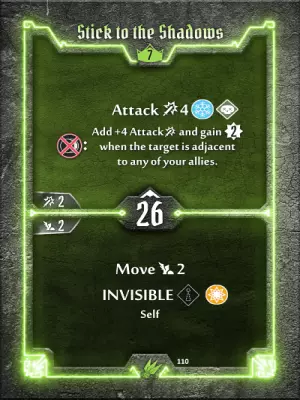 Stick to the Shadows
7
Attack 4
Add +4 Attack and gain 2
: when the target is adjacent
to any of your allies.
2
26
2
Move 2
INVISIBLE
Self
110